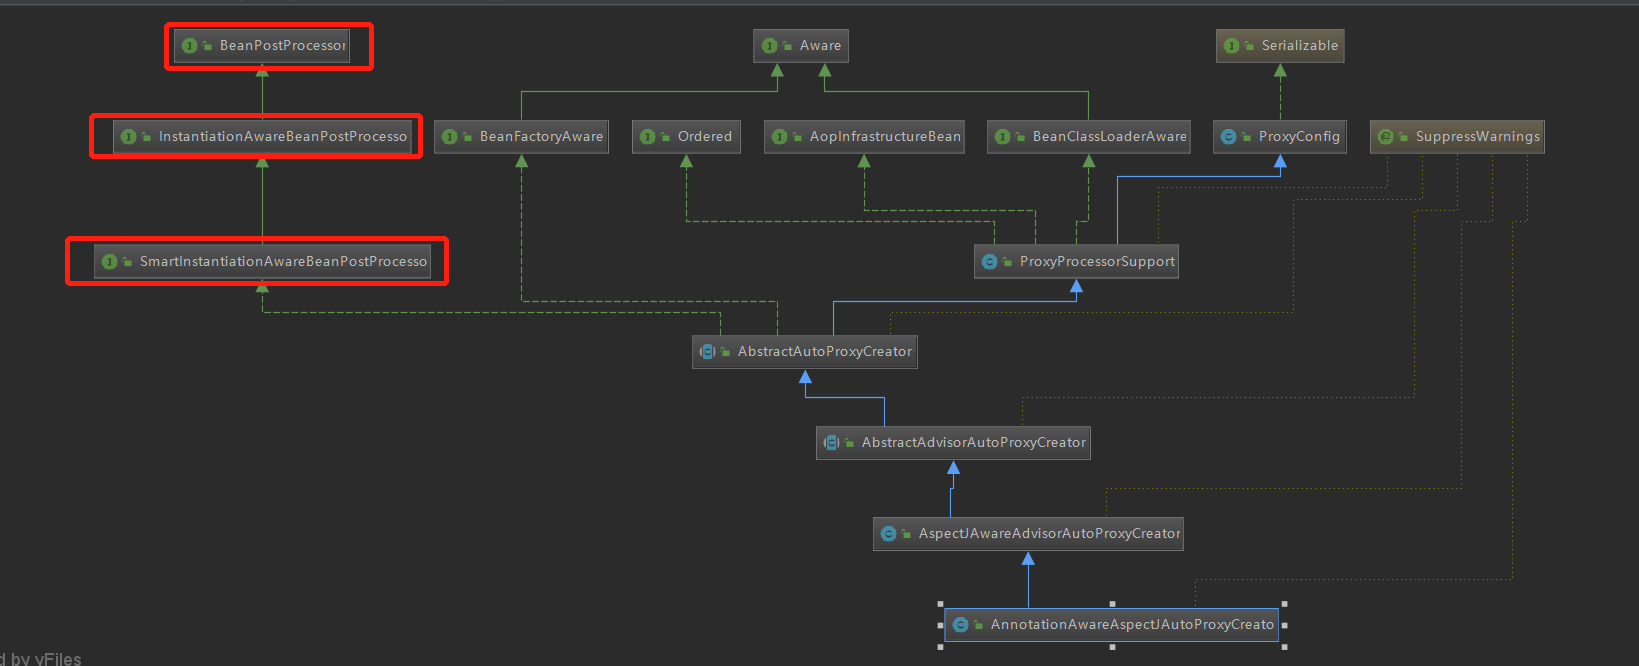 BeanPostProcessor
Aware
Serializable
InstantiationAwareBeanPostProcesso
BeanFactoryAware
Ordered
AopInfrastructureBean
BeanClassLoaderAware
ProxyConfig
SuppressWarnings
SmartInstantiationAwareBeanPostProcesso
ProxyProcessorSupport
AbstractAutoProxyCreator
AbstractAdvisorAutoProxyCreator
AspectJAwareAdvisorAutoProxyCreator
AnnotationAwareAspectJAutoProxyCreato
d by yFiles